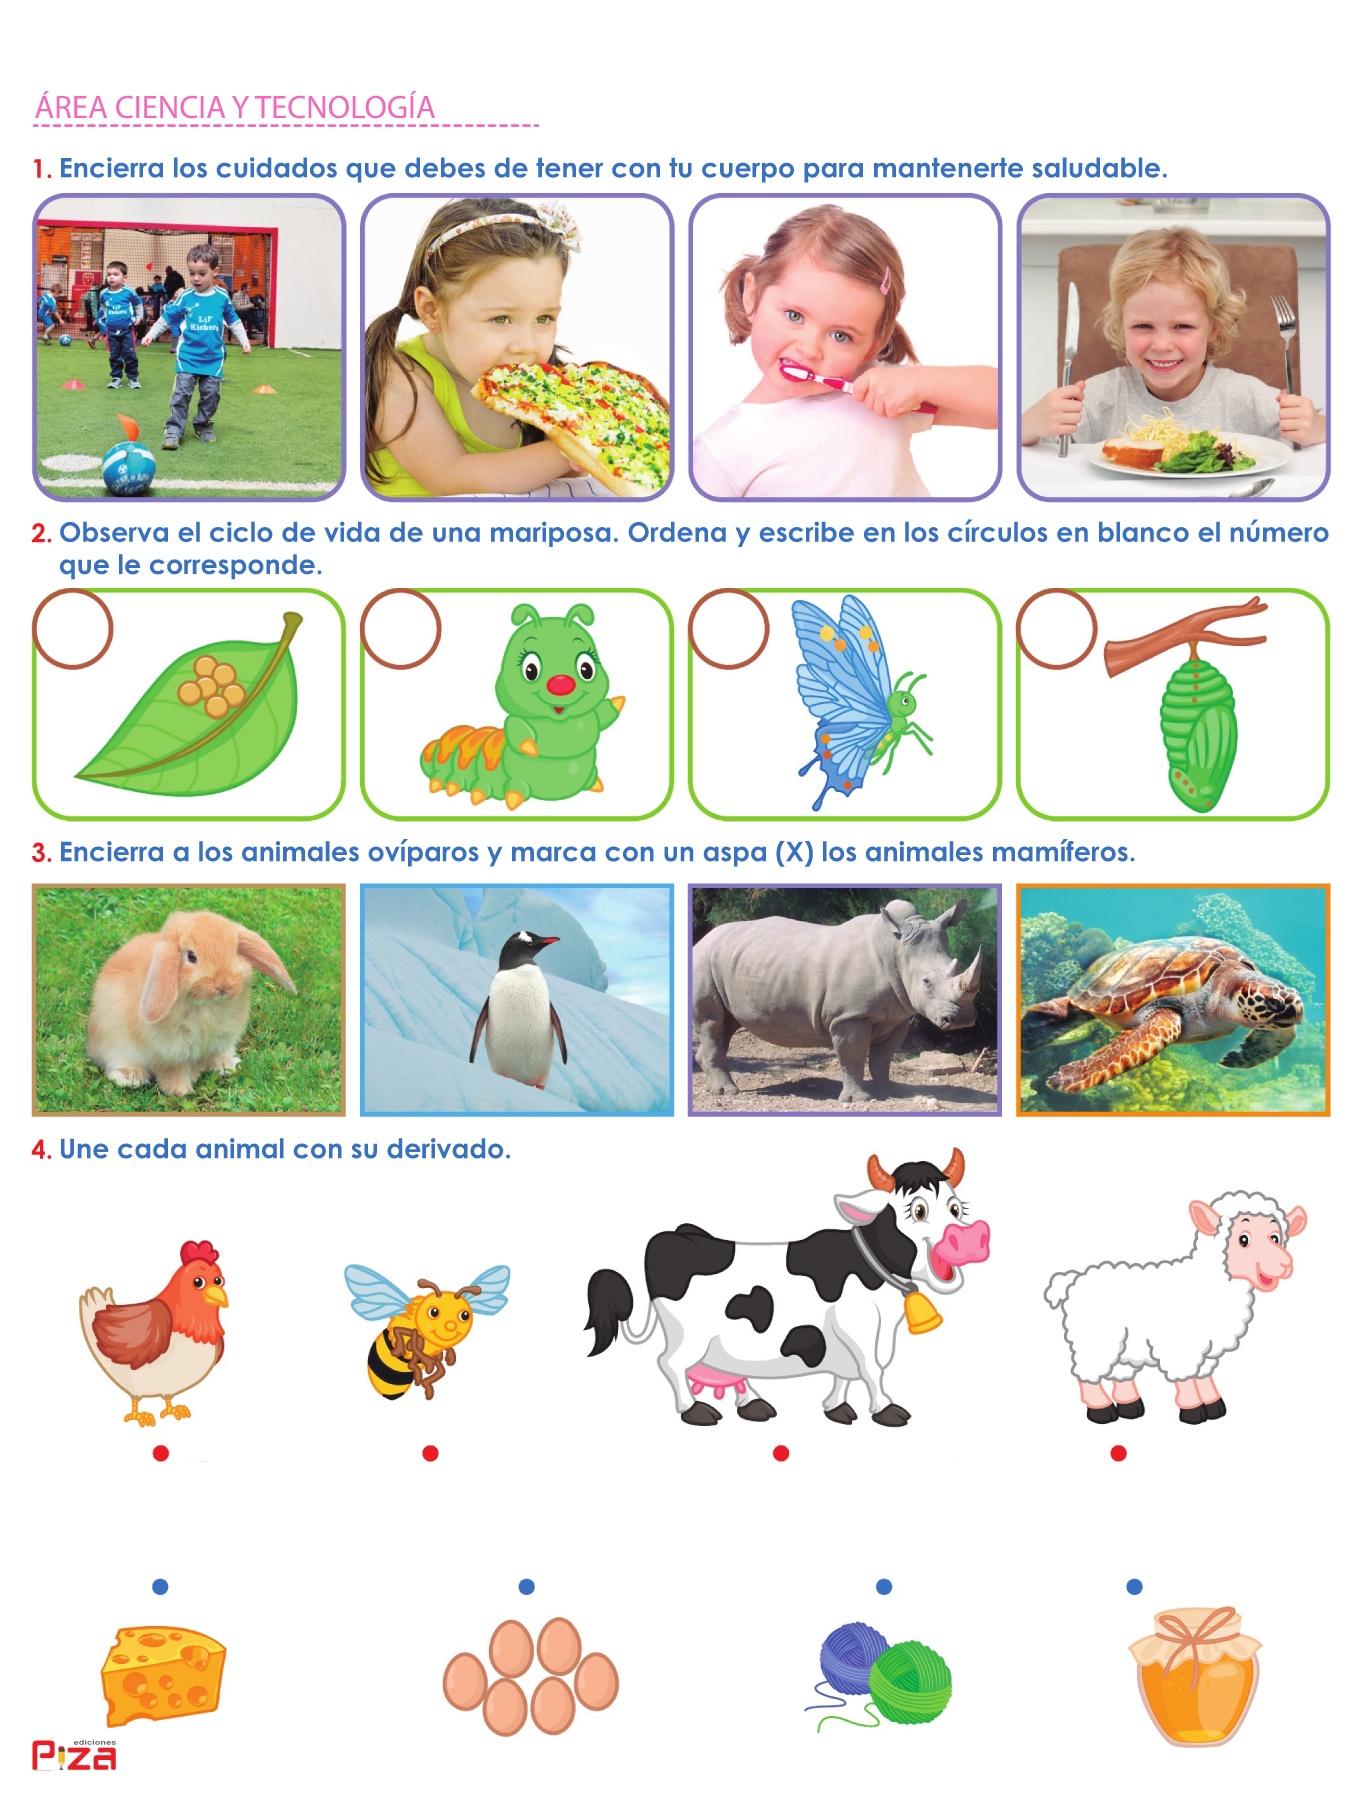 ÁREA CIENCIA Y TECNOLOGÍA
1. Encierra los cuidados que debes de tener con tu cuerpo para mantenerte saludable.
LIL'
Kickers
LIL'
Kickers
2. Observa el ciclo de vida de una mariposa. Ordena y escribe en los círculos en blanco el número
que le corresponde.
3. Encierra a los animales ovíparos y marca con un aspa (X) los animales mamíferos.
4. Une cada animal con su derivado.
ediciones
Piza